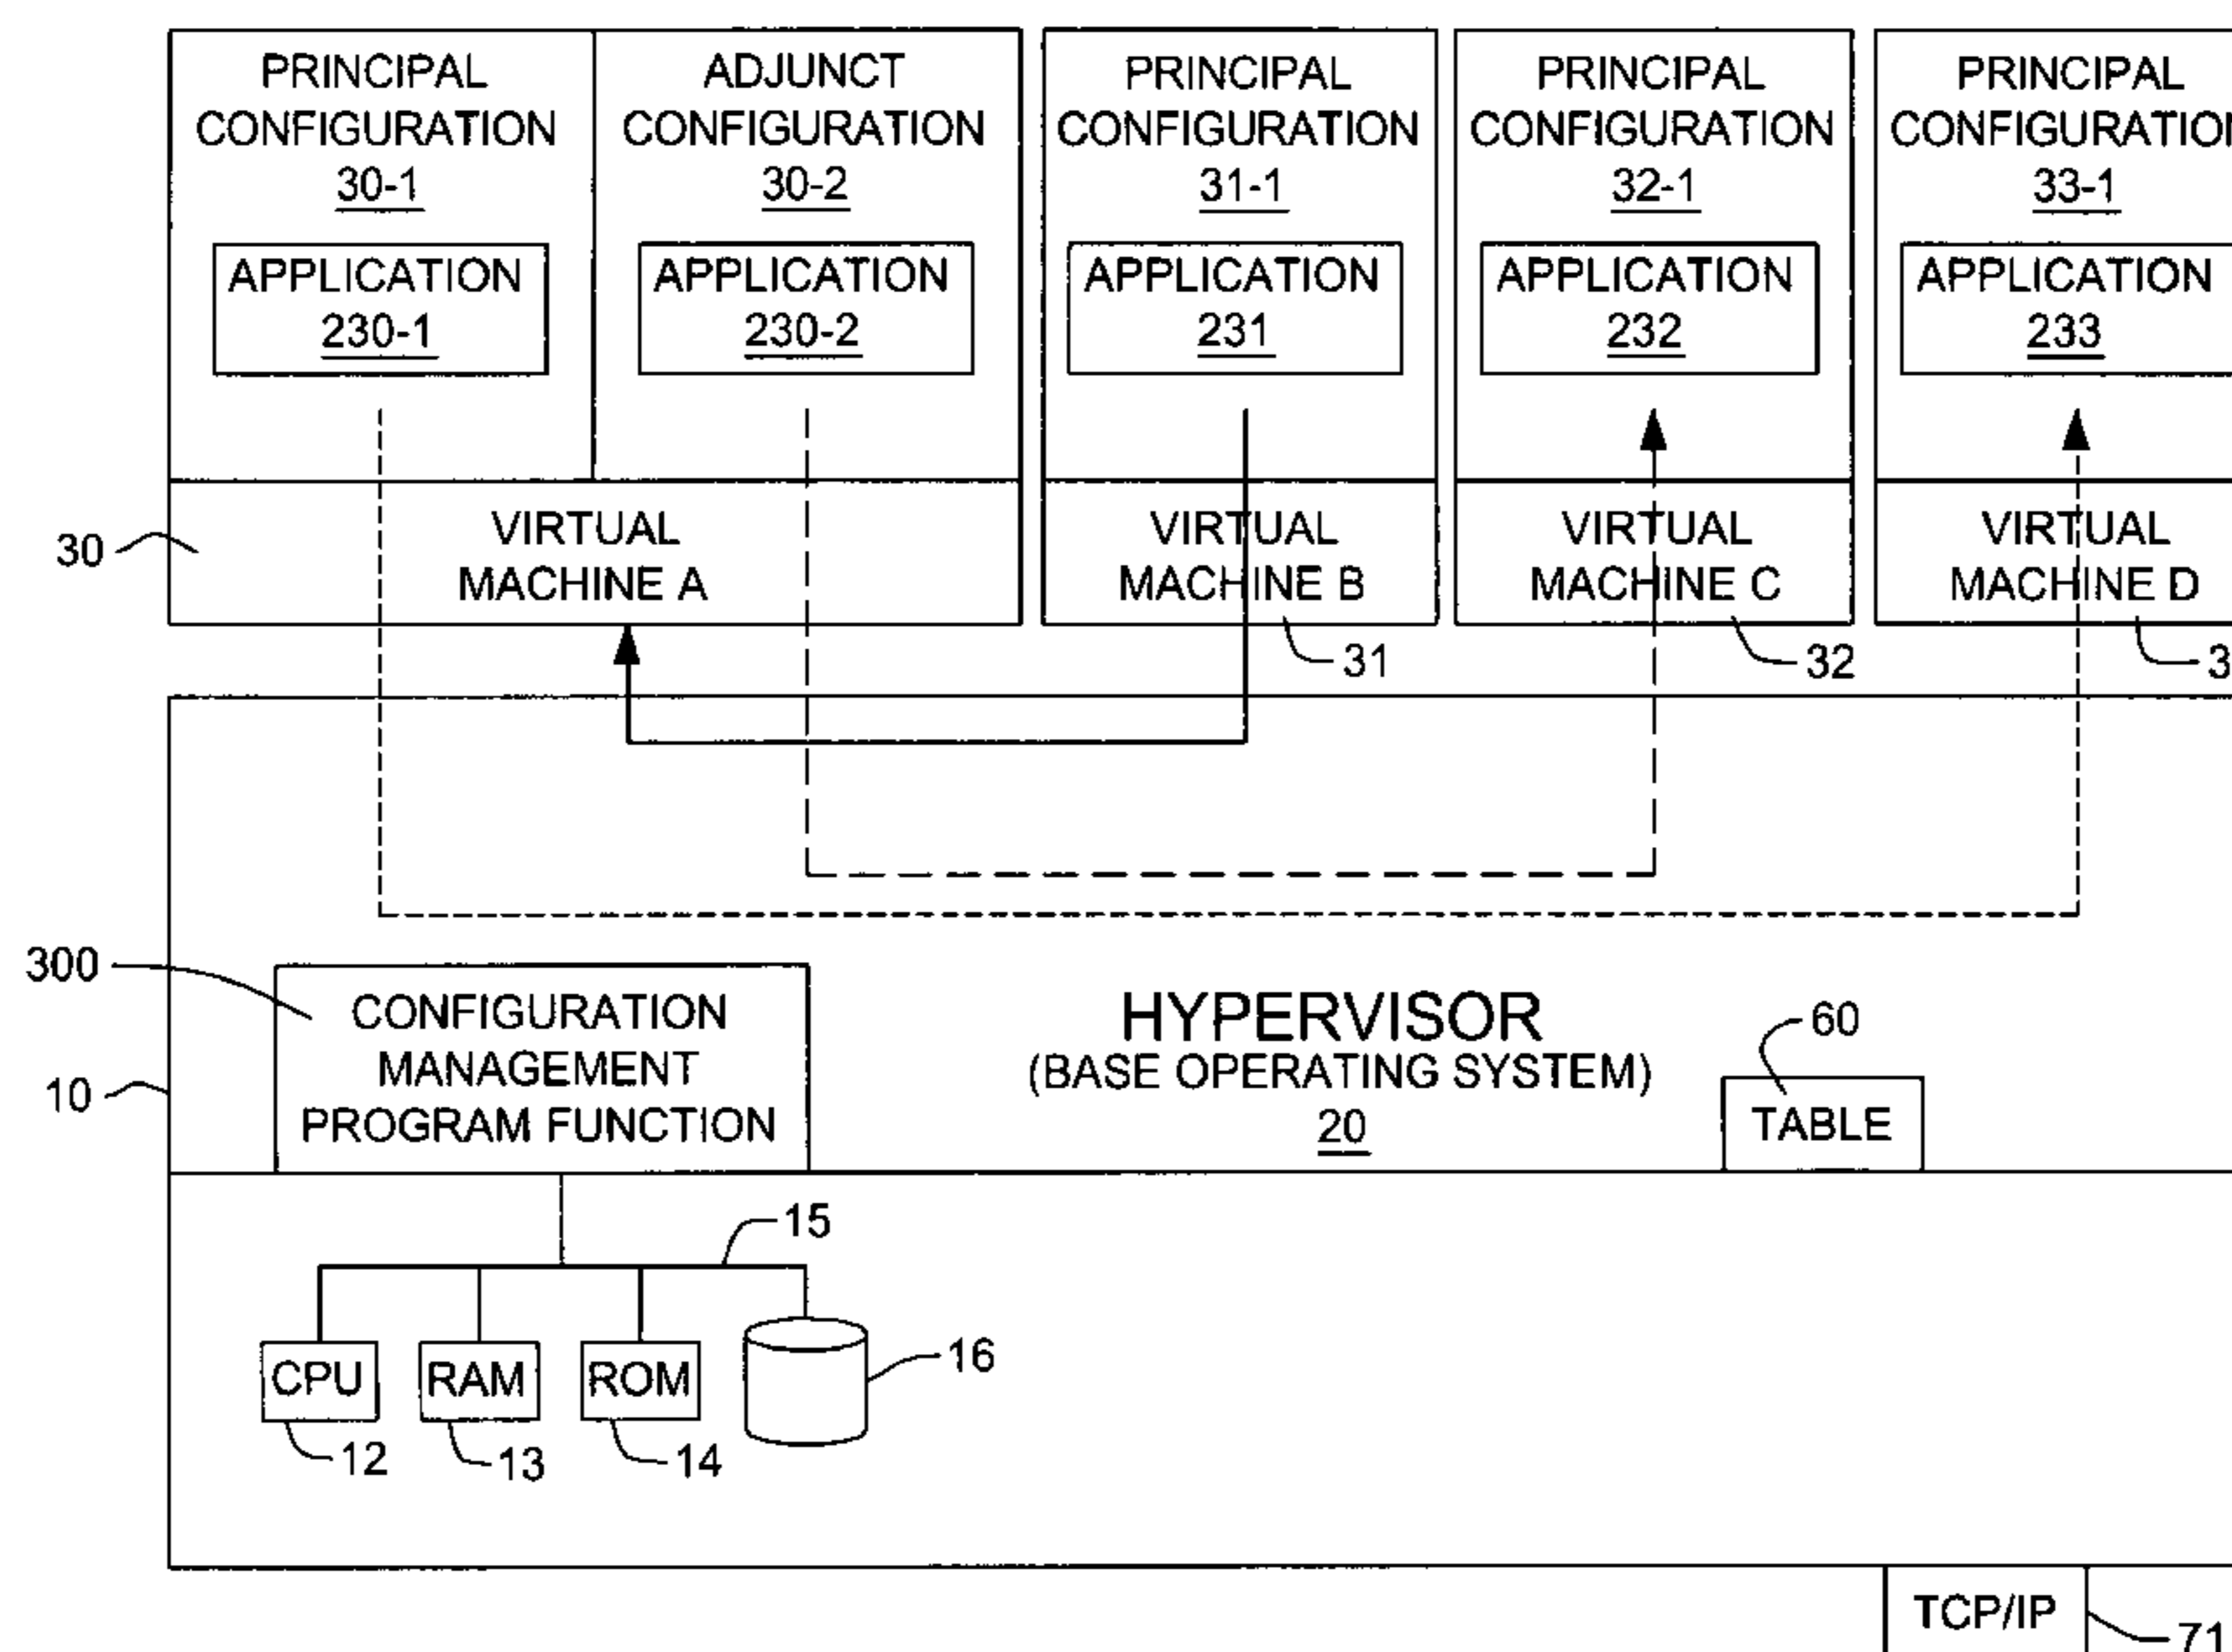 PRINCIPAL
CONFIGURATION
30-1
APPLICATION
230-1
ADJUNCT
CONFIGURATION
30-2
APPLICATION
230-2
PRINCIPAL
CONFIGURATION
31-1
APPLICATION
231
PRINCIPAL
CONFIGURATION
32-1
APPLICATION
232
PRINCIPAL
CONFIGURATION
33-1
APPLICATION
233
30
VIRTUAL
MACHINE A
VIRTUAL
MACHINE B
31
VIRTUAL
MACHINE C
32
VIRTUAL
MACHINE D
3
300
CONFIGURATION
MANAGEMENT
PROGRAM FUNCTION
10
HYPERVISOR
(BASE OPERATING SYSTEM)
20
60
TABLE
15
CPU
RAM
ROM
16
12
13
14
TCP/IP
71